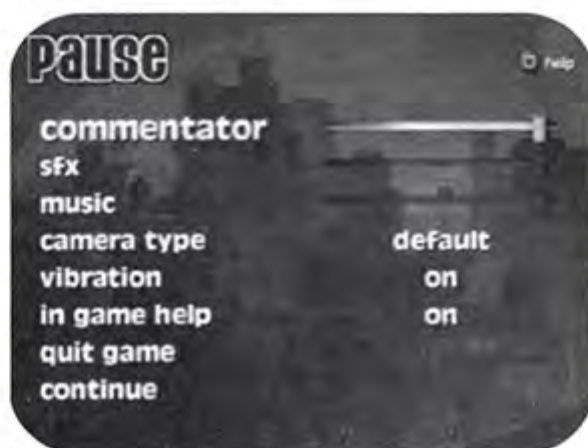 pause
help
commentator
sfx
music
camera type default
vibration on
in game help on
quit game
continue